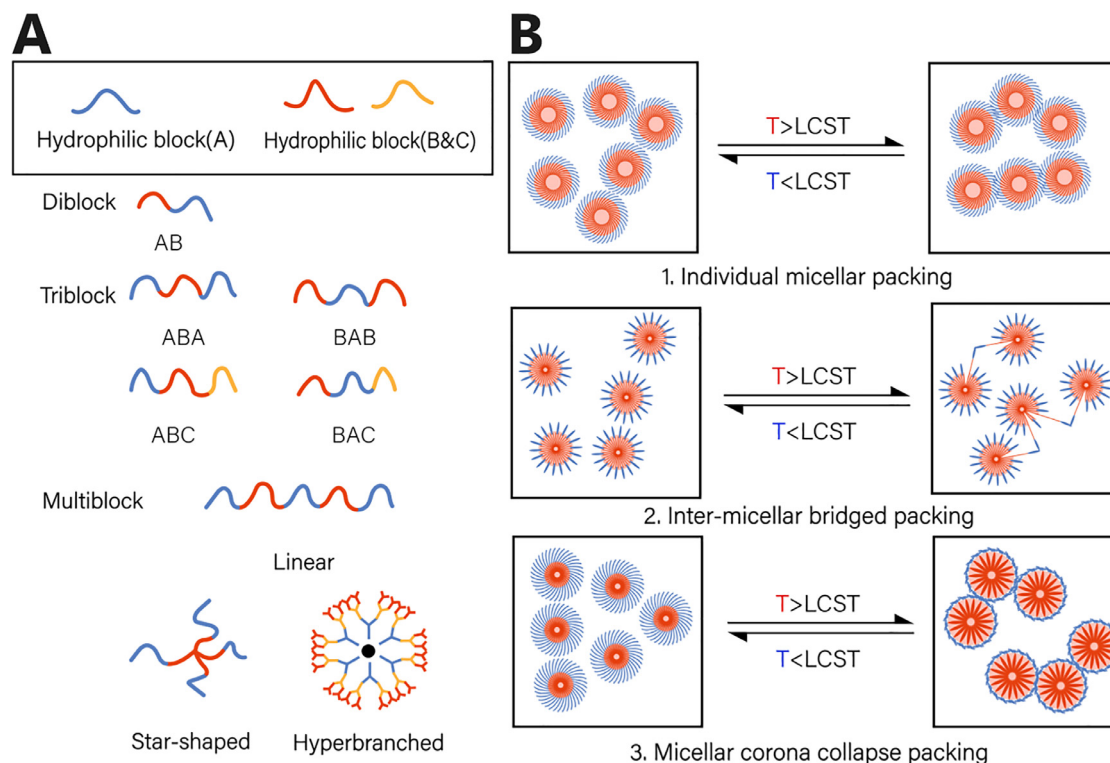 A
Hydrophilic block(A)
Hydrophilic block(B&C)
Diblock
AB
Triblock
ABA
BAB
ABC
BAC
Multiblock
Linear
Star-shaped
Hyperbranched
B
T>LCST
T<LCST
1. Individual micellar packing
T>LCST
T<LCST
2. Inter-micellar bridged packing
T>LCST
T<LCST
3. Micellar corona collapse packing